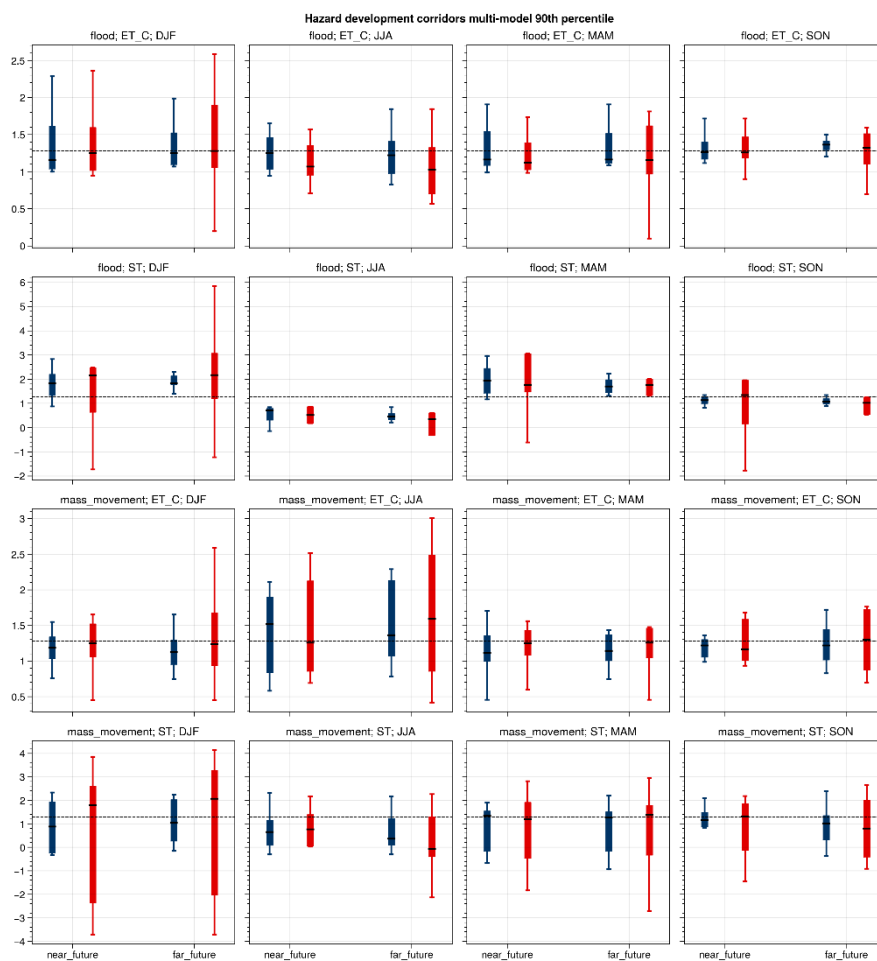 Hazard development corridors multi-model 90th percentile
flood; ET_C; DJF
flood; ET_C; JJA
flood; ET_C; MAM
flood; ET_C; SON
2.5
2
1.5
1
0.5
0
flood; ST; DJF
flood; ST; JJA
flood; ST; MAM
flood; ST; SON
6
5
4
3
2
1
0
−1
−2
mass_movement; ET_C; DJF
mass_movement; ET_C; JJA
mass_movement; ET_C; MAM
mass_movement; ET_C; SON
3
2.5
2
1.5
1
0.5
mass_movement; ST; DJF
mass_movement; ST; JJA
mass_movement; ST; MAM
mass_movement; ST; SON
4
3
2
1
0
−1
−2
−3
−4
near_future far_future near_future far_future near_future far_future near_future far_future